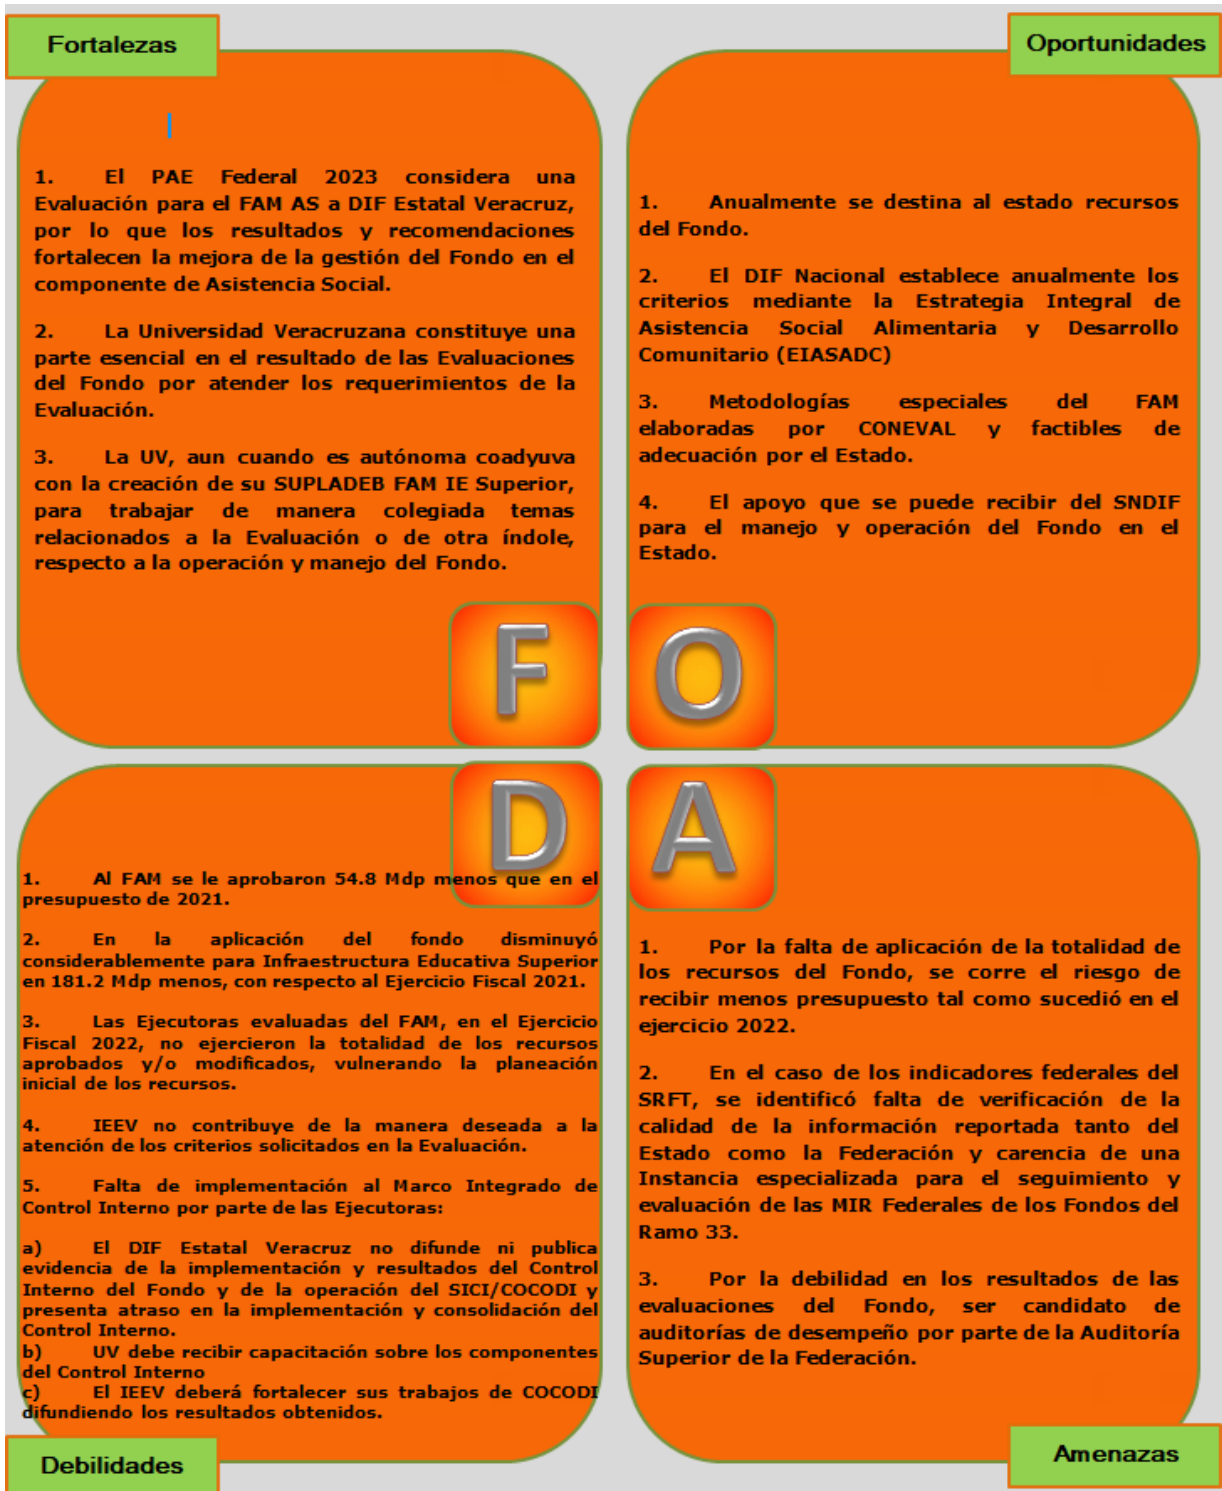 Fortalezas
1. El PAE Federal 2023 considera una
Evaluación para el FAM AS a DIF Estatal Veracruz,
por lo que los resultados y recomendaciones
fortalecen la mejora de la gestión del Fondo en el
componente de Asistencia Social.
2. La Universidad Veracruzana constituye una
parte esencial en el resultado de las Evaluaciones
del Fondo por atender los requerimientos de la
Evaluación.
3. La UV, aun cuando es autónoma coadyuva
con la creación de su SUPLADEB FAM IE Superior,
para trabajar de manera colegiada temas
relacionados a la Evaluación o de otra índole,
respecto a la operación y manejo del Fondo.
F
Oportunidades
1. Anualmente se destina al estado recursos
del Fondo.
2. El DIF Nacional establece anualmente los
criterios mediante la Estrategia Integral de
Asistencia Social Alimentaria y Desarrollo
Comunitario (EIASADC)
3. Metodologías especiales del FAM
elaboradas por CONEVAL y factibles de
adecuación por el Estado.
4. El apoyo que se puede recibir del SNDIF
para el manejo y operación del Fondo en el
Estado.
O
D
1. Al FAM se le aprobaron 54.8 Mdp menos que en el
presupuesto de 2021.
2. En la aplicación del fondo disminuyó
considerablemente para Infraestructura Educativa Superior
en 181.2 Mdp menos, con respecto al Ejercicio Fiscal 2021.
3. Las Ejecutoras evaluadas del FAM, en el Ejercicio
Fiscal 2022, no ejercieron la totalidad de los recursos
aprobados y/o modificados, vulnerando la planeación
inicial de los recursos.
4. IEEV no contribuye de la manera deseada a la
atención de los criterios solicitados en la Evaluación.
5. Falta de implementación al Marco Integrado de
Control Interno por parte de las Ejecutoras:
a) El DIF Estatal Veracruz no difunde ni publica
evidencia de la implementación y resultados del Control
Interno del Fondo y de la operación del SICI/COCODI y
presenta atraso en la implementación y consolidación del
Control Interno.
b) UV debe recibir capacitación sobre los componentes
del Control Interno
c) El IEEV deberá fortalecer sus trabajos de COCODI
difundiendo los resultados obtenidos.
Debilidades
A
1. Por la falta de aplicación de la totalidad de
los recursos del Fondo, se corre el riesgo de
recibir menos presupuesto tal como sucedió en el
ejercicio 2022.
2. En el caso de los indicadores federales del
SRFT, se identificó falta de verificación de la
calidad de la información reportada tanto del
Estado como la Federación y carencia de una
Instancia especializada para el seguimiento y
evaluación de las MIR Federales de los Fondos del
Ramo 33.
3. Por la debilidad en los resultados de las
evaluaciones del Fondo, ser candidato de
auditorías de desempeño por parte de la Auditoría
Superior de la Federación.
Amenazas